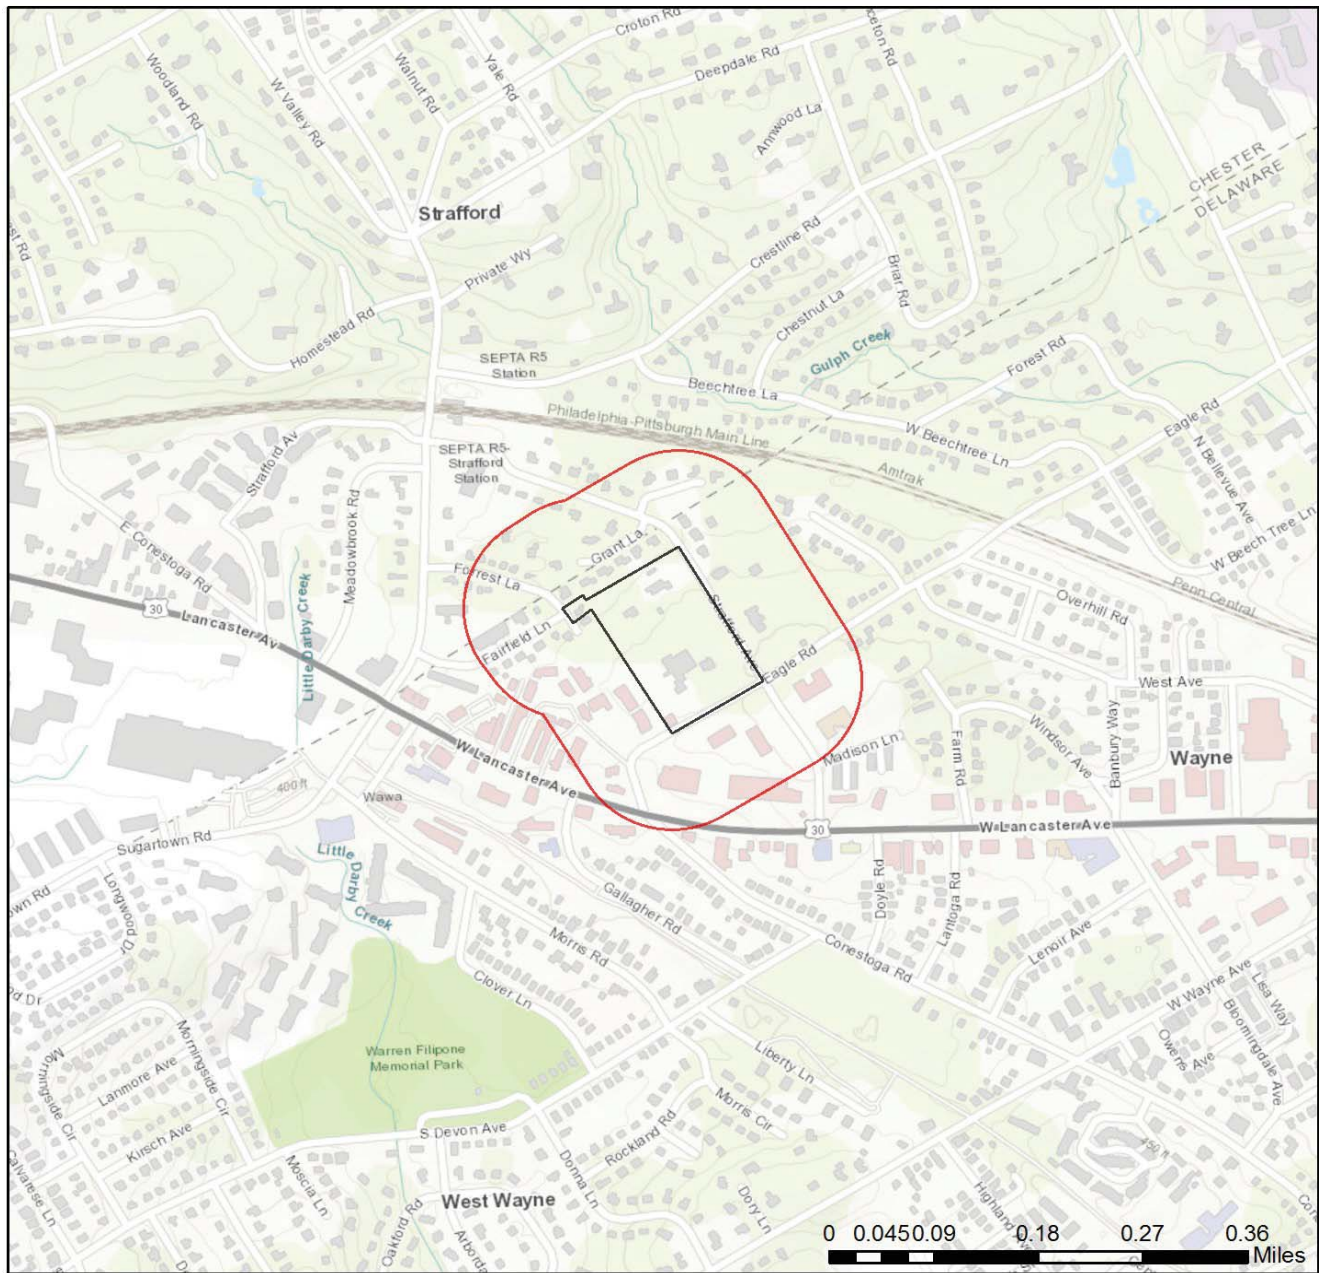 Croton Rd
Deepdale Rd
Yale Rd
Walnut Rd
W Valley Rd
Woodland Rd
Annwood La
CHESTER
DELAWARE
Strafford
Private Wy
Crestline Rd
Briar Rd
Chestnut La
Homestead Rd
SEPTA R5
Station
Gulph Creek
Forest Rd
Beechtree La
Philadelphia-Pittsburgh Main Line
W Beechtree Ln
Eagle Rd
N Bellevue Ave
Amtrak
SEPTA R5-
Strafford
Station
Strafford Av
Meadowbrook Rd
E Conestoga Rd
W Beech Tree Ln
Penn Central
Grant La
Forrest La
Strafford Ave
Overhill Rd
30
Lancaster Av
Little Darby Creek
Fairfield Ln
Eagle Rd
West Ave
Windsor Ave
Banbury Way
Farm Rd
Madison Ln
Wayne
W Lancaster Ave
400 ft
Wawa
30
W Lancaster Ave
Sugartown Rd
Little Darby
Creek
Longwood Dr
Gallagher Rd
Doyle Rd
Lantoga Rd
Morris Rd
Conestoga Rd
Lenoir Ave
W Wayne Ave
Lisa Way
Bloomingdale Ave
Owens Ave
Clover Ln
Warren Filipone
Memorial Park
Liberty Ln
Morris Cir
Morningside Cir
Morningside Cir
Lanmore Ave
Kirsch Ave
S Devon Ave
Rockland Rd
450 ft
Calvarese Ln
Moscia Ln
Donna Ln
Dory Ln
West Wayne
Oakford Rd
0 0.045 0.09 0.18 0.27 0.36
Miles